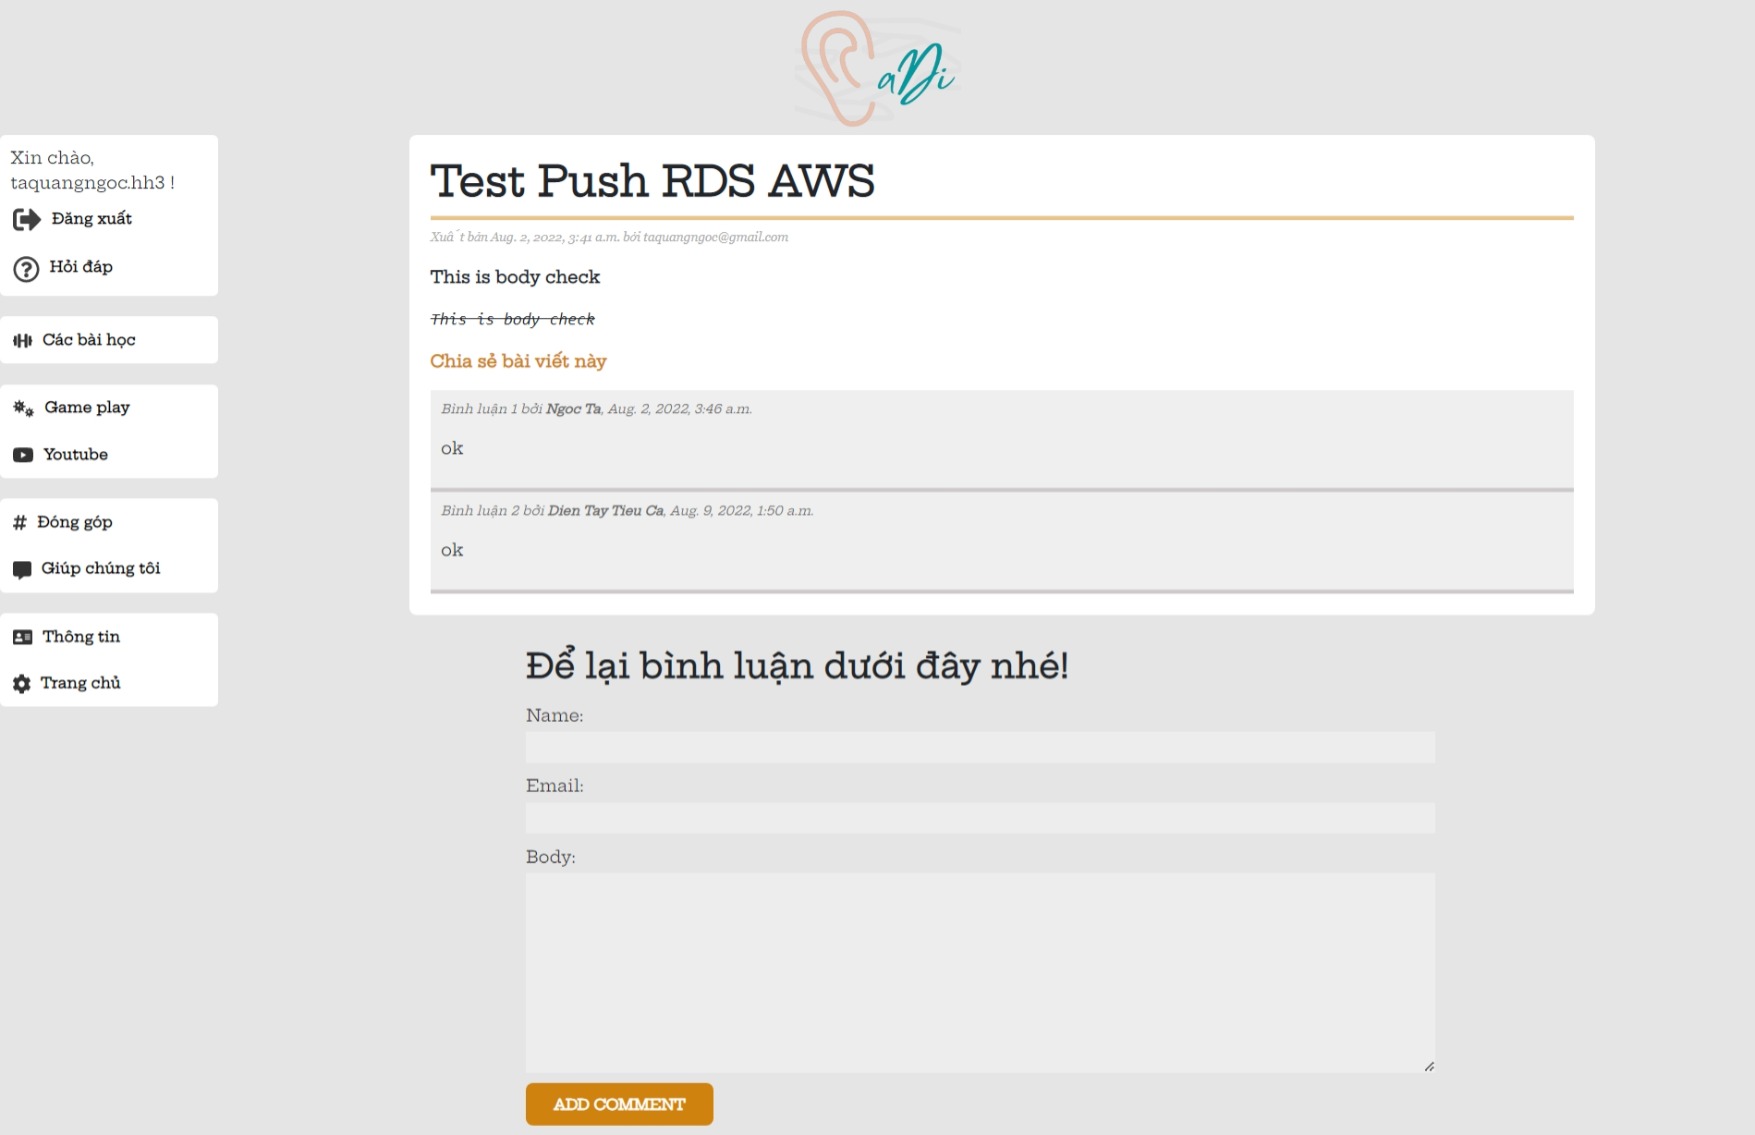 aDi
Xin chào,
taquangngoc.hh3 !
Đăng xuất
Hỏi đáp
Các bài học
Game play
Youtube
Đóng góp
Giúp chúng tôi
Thông tin
Trang chủ
Test Push RDS AWS
Xuất bản Aug. 2, 2022, 3:41 a.m. bởi taquangngoc@gmail.com
This is body check
This is body check
Chia sẻ bài viết này
Bình luận 1 bởi Ngoc Ta, Aug. 2, 2022, 3:46 a.m.
ok
Bình luận 2 bởi Dien Tay Tieu Ca, Aug. 9, 2022, 1:50 a.m.
ok
Để lại bình luận dưới đây nhé!
Name:
Email:
Body:
ADD COMMENT